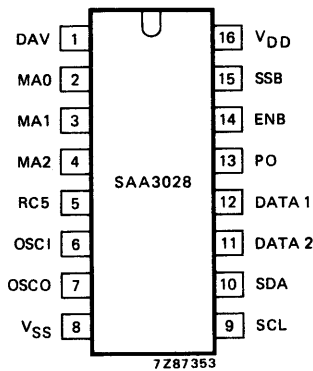 DAV 1 16 VDD
MA0 2 15 SSB
MA1 3 14 ENB
MA2 4 13 PO
SAA3028
RC5 5 12 DATA 1
OSCI 6 11 DATA 2
OSCO 7 10 SDA
VSS 8 9 SCL
7Z87353